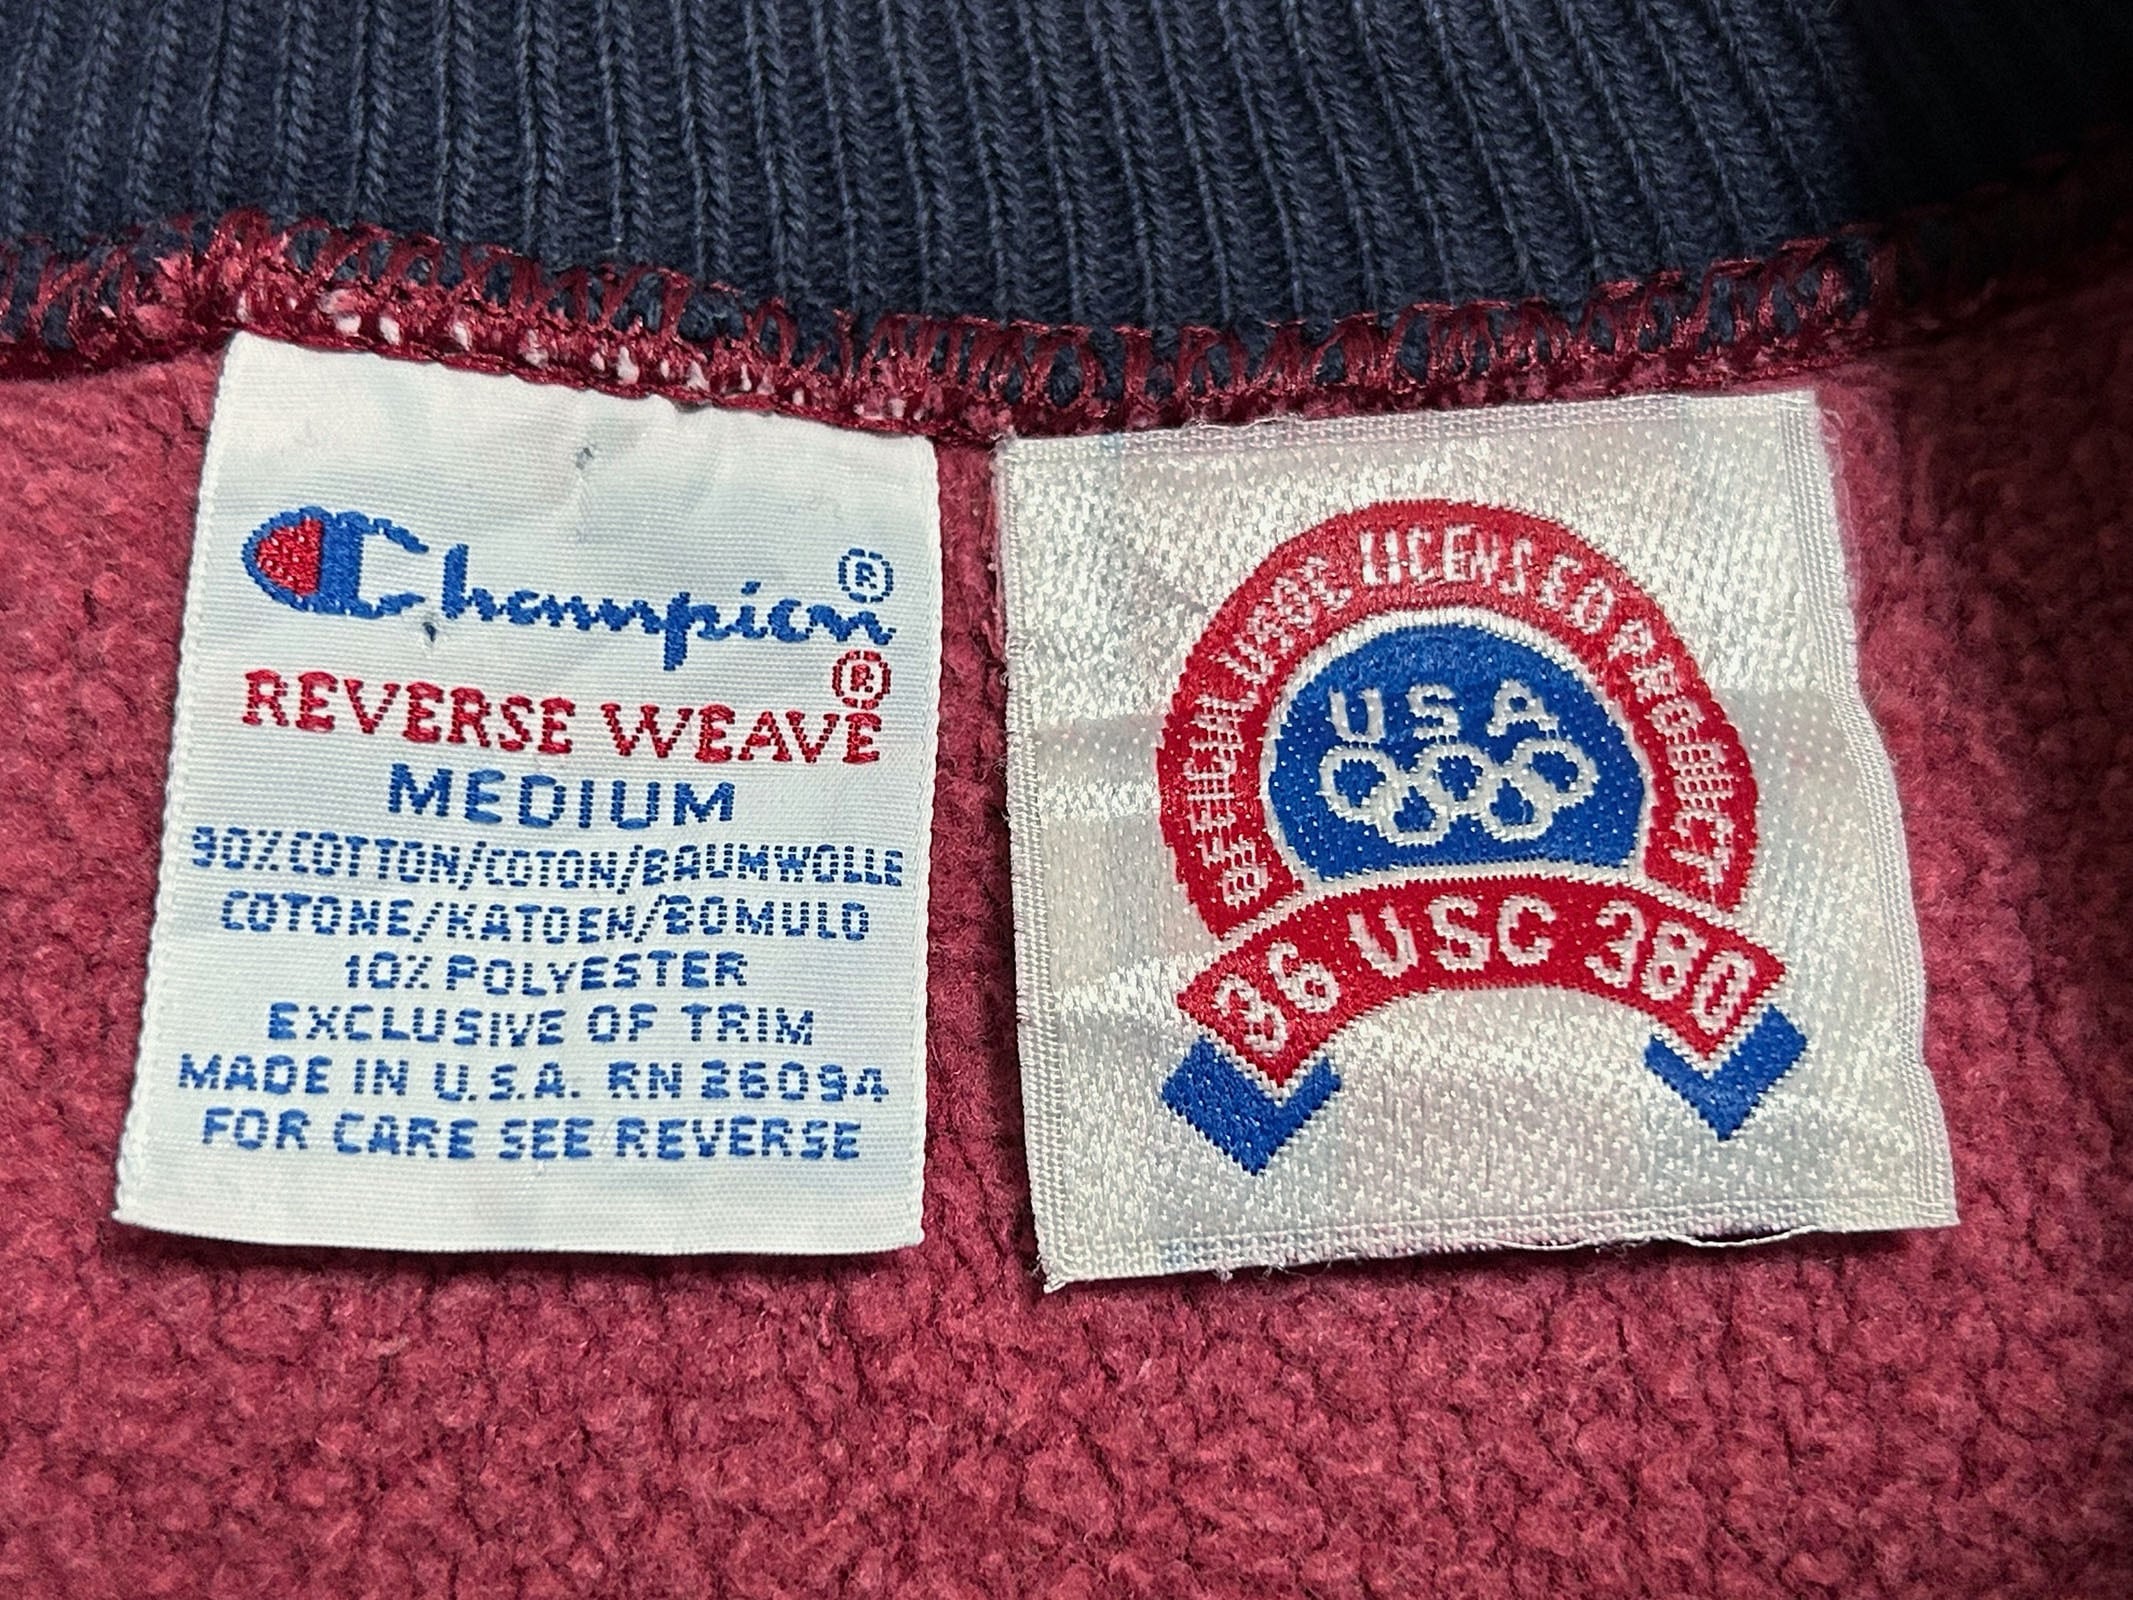 Champion®
REVERSE WEAVE®
MEDIUM
90% COTTON/COTON/BAUMWOLLE
COTONE/KATOEN/BOMULD
10% POLYESTER
EXCLUSIVE OF TRIM
MADE IN U.S.A. RN 26094
FOR CARE SEE REVERSE
OFFICIAL USOC LICENSED PRODUCT
USA
36 USC 380